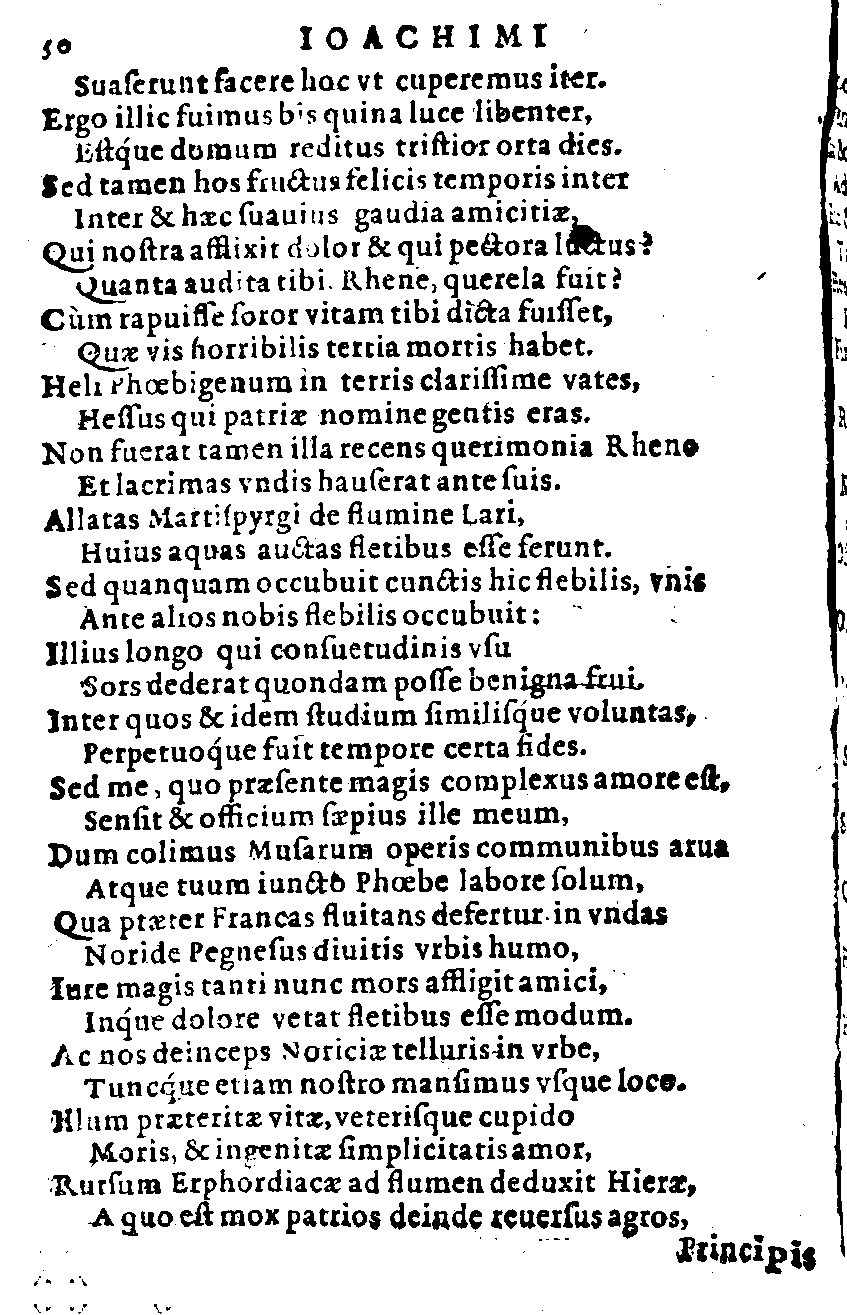 50 IOACHIMI
Suaſerunt facere hoc vt cuperemus iter.
Ergo illic fuimus bis quina luce libenter,
Eſtq́ue domum reditus triſtior orta dies.
Sed tamen hos fructus felicis temporis inter
Inter & hæc ſuauius gaudia amicitiæ,
Qui noſtra afflixit dolor & qui pectora luctus?
Quanta audita tibi, Rhene, querela fuit?
Cùm rapuiſſe ſoror vitam tibi dicta fuiſſet,
Quæ vis horribilis tertia mortis habet.
Heli Phœbigenum in terris clariſſime vates,
Heſſus qui patriæ nomine gentis eras.
Non fuerat tamen illa recens querimonia Rheno
Et lacrimas vndis hauſerat ante ſuis.
Allatas Martiſpyrgi de flumine Lari,
Huius aquas auctas fletibus eſſe ferunt.
Sed quanquam occubuit cunctis hic flebilis, vnis
Ante alios nobis flebilis occubuit:
Illius longo qui conſuetudinis vſu
Sors dederat quondam poſſe benigna frui.
Inter quos & idem ſtudium ſimiliſq́ue voluntas,
Perpetuoq́ue fuit tempore certa fides.
Sed me, quo præſente magis complexus amore eſt,
Senſit & officium ſæpius ille meum,
Dum colimus Muſarum operis communibus arua
Atque tuum iuncto Phœbe labore ſolum,
Qua præter Francas fluitans defertur in vndas
Noride Pegneſus diuitis vrbis humo,
Iure magis tanti nunc mors affligit amici,
Inq́ue dolore vetat fletibus eſſe modum.
Ac nos deinceps Noriciæ telluris in vrbe,
Tuncq́ue etiam noſtro manſimus vſque loco.
Illum præteritæ vitæ, veteriſque cupido
Moris, & ingenitæ ſimplicitatis amor,
Rurſum Erphordiacæ ad flumen deduxit Hieræ,
A quo eſt mox patrios deinde reuerſus agros,
Principis